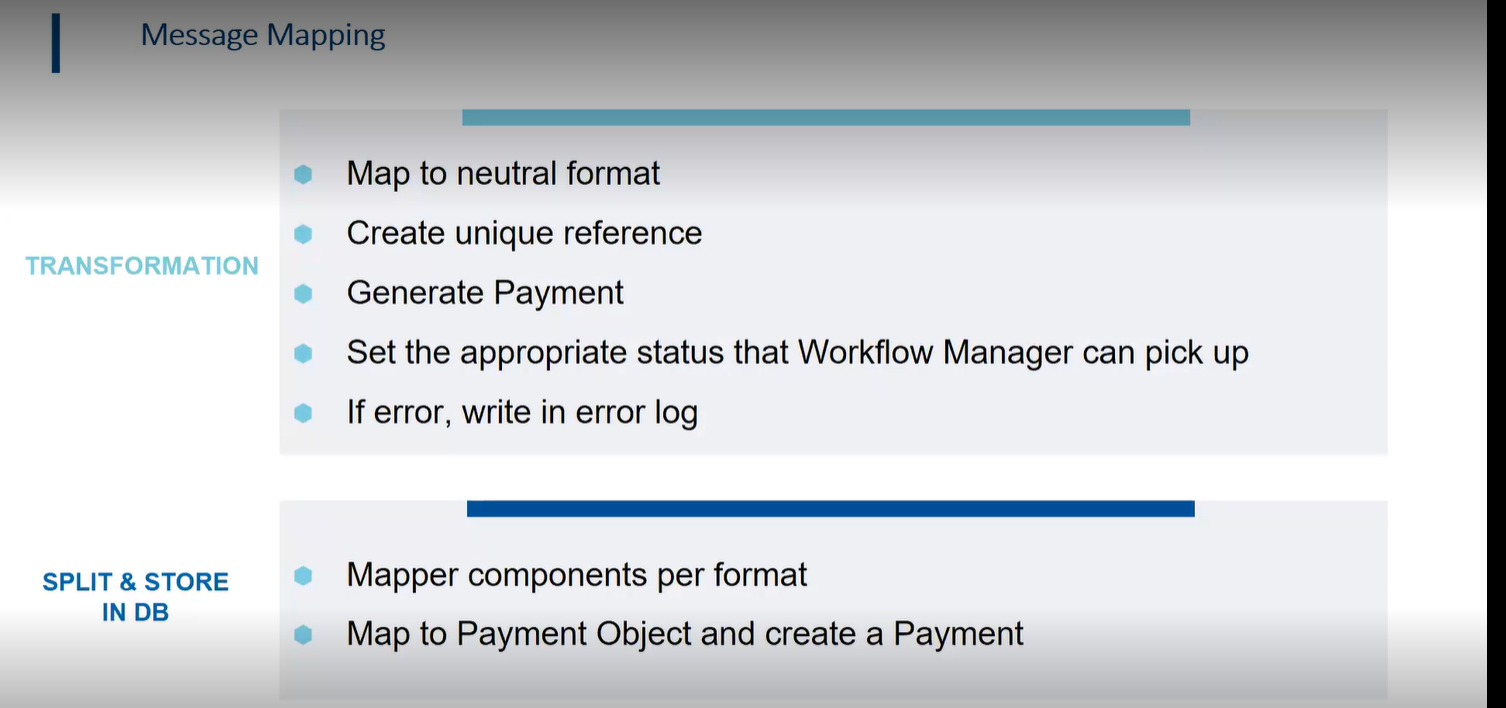 Message Mapping
TRANSFORMATION
Map to neutral format
Create unique reference
Generate Payment
Set the appropriate status that Workflow Manager can pick up
If error, write in error log
SPLIT & STORE
IN DB
Mapper components per format
Map to Payment Object and create a Payment